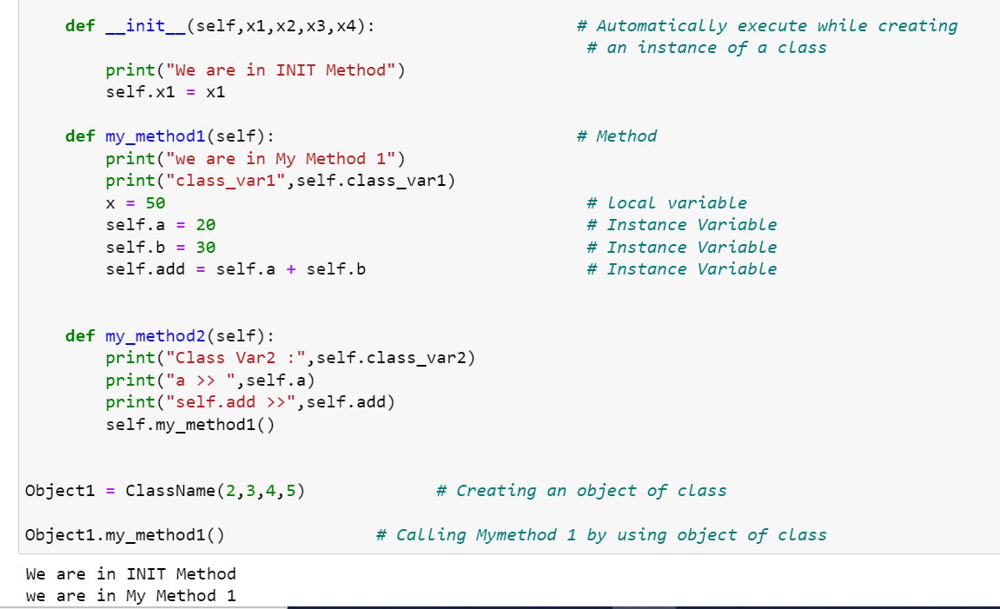 def __init__(self,x1,x2,x3,x4): # Automatically execute while creating
# an instance of a class
print("We are in INIT Method")
self.x1 = x1
def my_method1(self): # Method
print("we are in My Method 1")
print("class_var1",self.class_var1)
x = 50 # local variable
self.a = 20 # Instance Variable
self.b = 30 # Instance Variable
self.add = self.a + self.b # Instance Variable
def my_method2(self):
print("Class Var2 :",self.class_var2)
print("a >> ",self.a)
print("self.add >>",self.add)
self.my_method1()
Object1 = ClassName(2,3,4,5) # Creating an object of class
Object1.my_method1() # Calling Mymethod 1 by using object of class
We are in INIT Method
we are in My Method 1